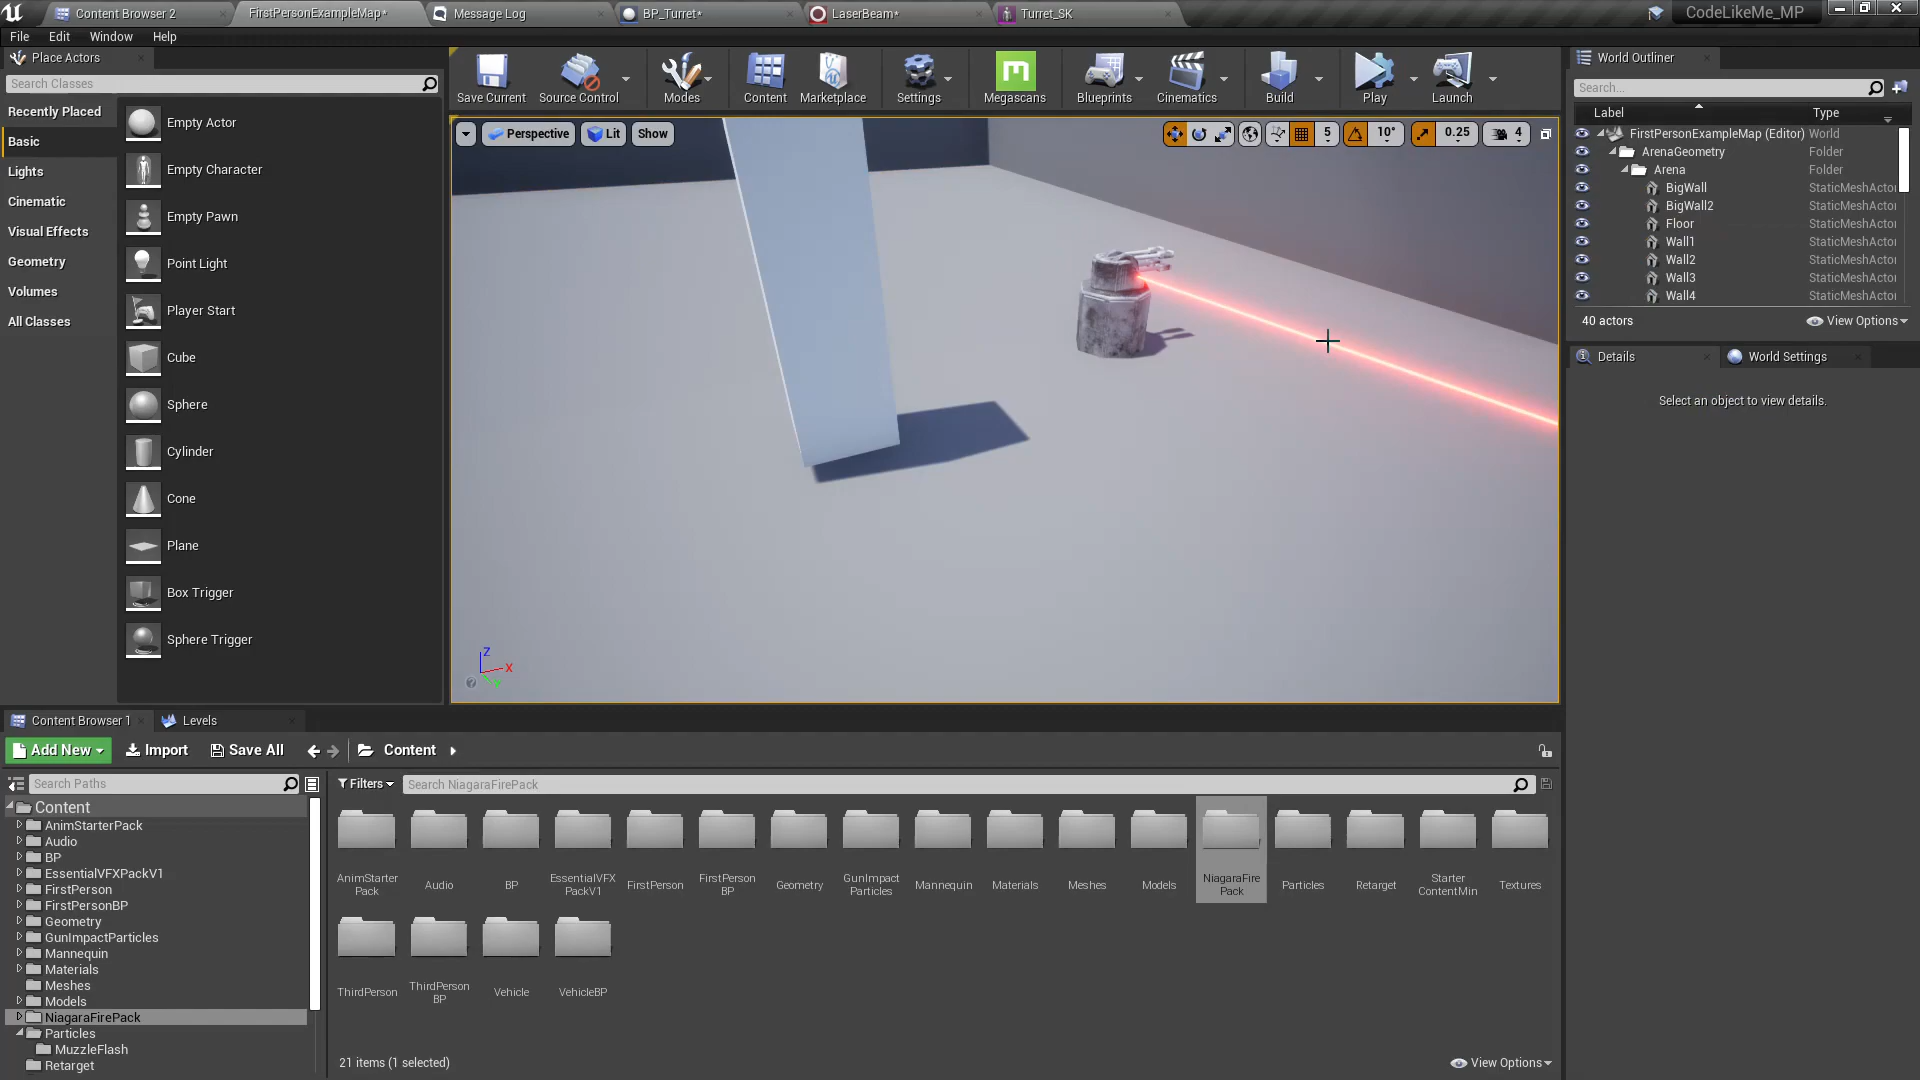 Content Browser 2
FirstPersonExampleMap*
Message Log
BP_Turret*
LaserBeam*
Turret_SK
CodeLikeMe_MP
File Edit Window Help
Place Actors
Search Classes
Recently Placed
Basic
Lights
Cinematic
Visual Effects
Geometry
Volumes
All Classes
Empty Actor
Empty Character
Empty Pawn
Point Light
Player Start
Cube
Sphere
Cylinder
Cone
Plane
Box Trigger
Sphere Trigger
Save Current
Source Control
Modes
Content
Marketplace
Settings
Megascans
Blueprints
Cinematics
Build
Play
Launch
Perspective
Lit
Show
5
10°
0.25
4
Z
X
Y
World Outliner
Search...
Label Type
FirstPersonExampleMap (Editor) World
ArenaGeometry Folder
Arena Folder
BigWall StaticMeshActor
BigWall2 StaticMeshActor
Floor StaticMeshActor
Wall1 StaticMeshActor
Wall2 StaticMeshActor
Wall3 StaticMeshActor
Wall4 StaticMeshActor
40 actors
View Options
Details
World Settings
Select an object to view details.
Content Browser 1
Levels
Add New
Import
Save All
Content
Search Paths
Filters
Search NiagaraFirePack
Content
AnimStarterPack
Audio
BP
EssentialVFXPackV1
FirstPerson
FirstPersonBP
Geometry
GunImpactParticles
Mannequin
Materials
Meshes
Models
NiagaraFirePack
Particles
MuzzleFlash
Retarget
AnimStarter
Pack
Audio
BP
EssentialVFX
PackV1
FirstPerson
FirstPerson
BP
Geometry
GunImpact
Particles
Mannequin
Materials
Meshes
Models
NiagaraFire
Pack
Particles
Retarget
Starter
ContentMin
Textures
ThirdPerson
ThirdPerson
BP
Vehicle
VehicleBP
21 items (1 selected)
View Options